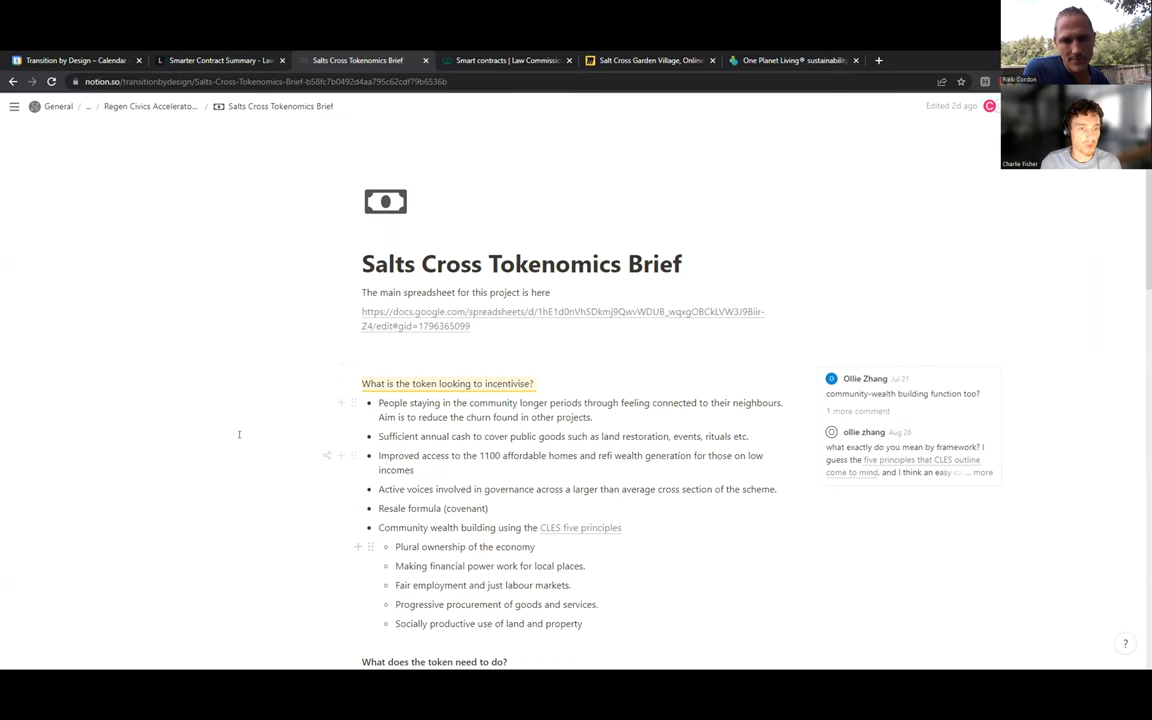 Transition by Design – Calendar
Smarter Contract Summary - Law
Salts Cross Tokenomics Brief
Smart contracts | Law Commissio
Salt Cross Garden Village, Online
One Planet Living® sustainabilit
notion.so/transitionbydesign/Salts-Cross-Tokenomics-Brief-b58fc7b0492d4aa795c62cdf79b6536b
General / ... / Regen Civics Accelerato... / Salts Cross Tokenomics Brief
Edited 2d ago
C
Rieki Cordon
Charlie Fisher
Salts Cross Tokenomics Brief
The main spreadsheet for this project is here
https://docs.google.com/spreadsheets/d/1hE1d0nVhSDkmj9QwvWDUB_wqxgOBCkLVW3J9Biir-
Z4/edit#gid=1796365099
What is the token looking to incentivise?
People staying in the community longer periods through feeling connected to their neighbours.
Aim is to reduce the churn found in other projects.
Sufficient annual cash to cover public goods such as land restoration, events, rituals etc.
Improved access to the 1100 affordable homes and refi wealth generation for those on low
incomes
Active voices involved in governance across a larger than average cross section of the scheme.
Resale formula (covenant)
Community wealth building using the CLES five principles
Plural ownership of the economy
Making financial power work for local places.
Fair employment and just labour markets.
Progressive procurement of goods and services.
Socially productive use of land and property
What does the token need to do?
Ollie Zhang Jul 21
community-wealth building function too?
1 more comment
ollie zhang Aug 26
what exactly do you mean by framework? I
guess the five principles that CLES outline
come to mind, and I think an easy ca ... more
?